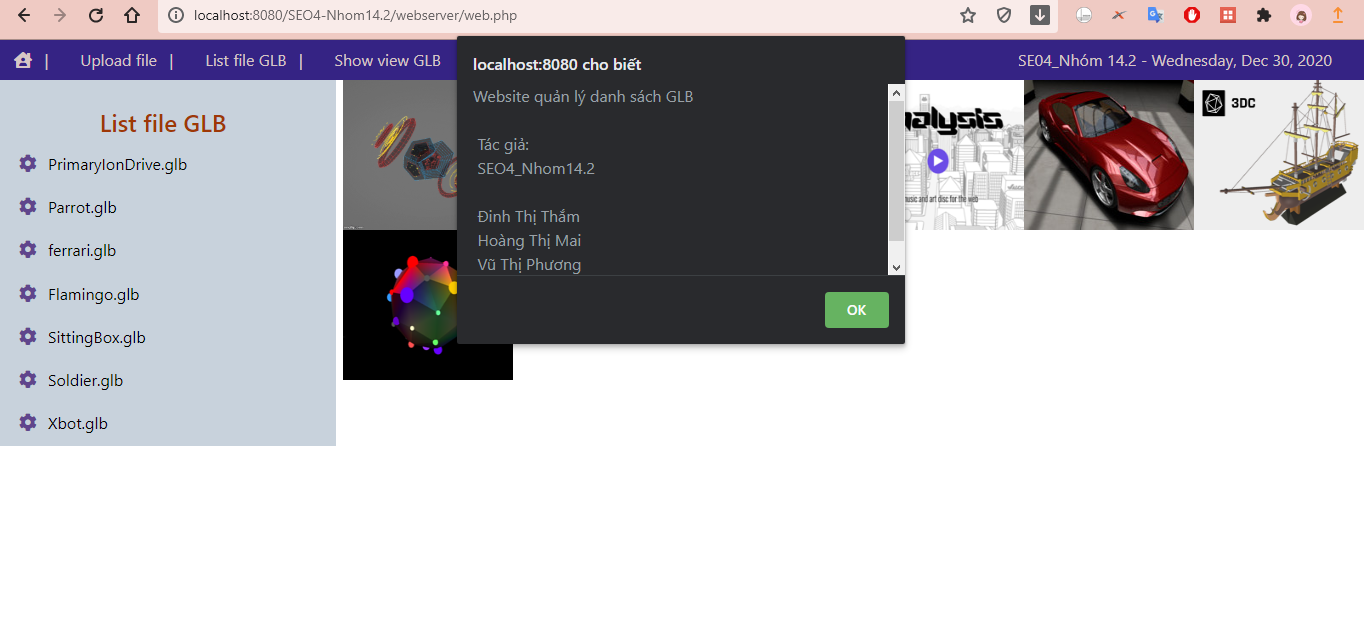 localhost:8080/SEO4-Nhom14.2/webserver/web.php
| Upload file | List file GLB | Show view GLB
SE04_Nhóm 14.2 - Wednesday, Dec 30, 2020
localhost:8080 cho biết
Website quản lý danh sách GLB
Tác giả:
SEO4_Nhom14.2
Đinh Thị Thắm
Hoàng Thị Mai
Vũ Thị Phương
OK
List file GLB
PrimaryIonDrive.glb
Parrot.glb
ferrari.glb
Flamingo.glb
SittingBox.glb
Soldier.glb
Xbot.glb
nalysis
music and art disc for the web
3DC